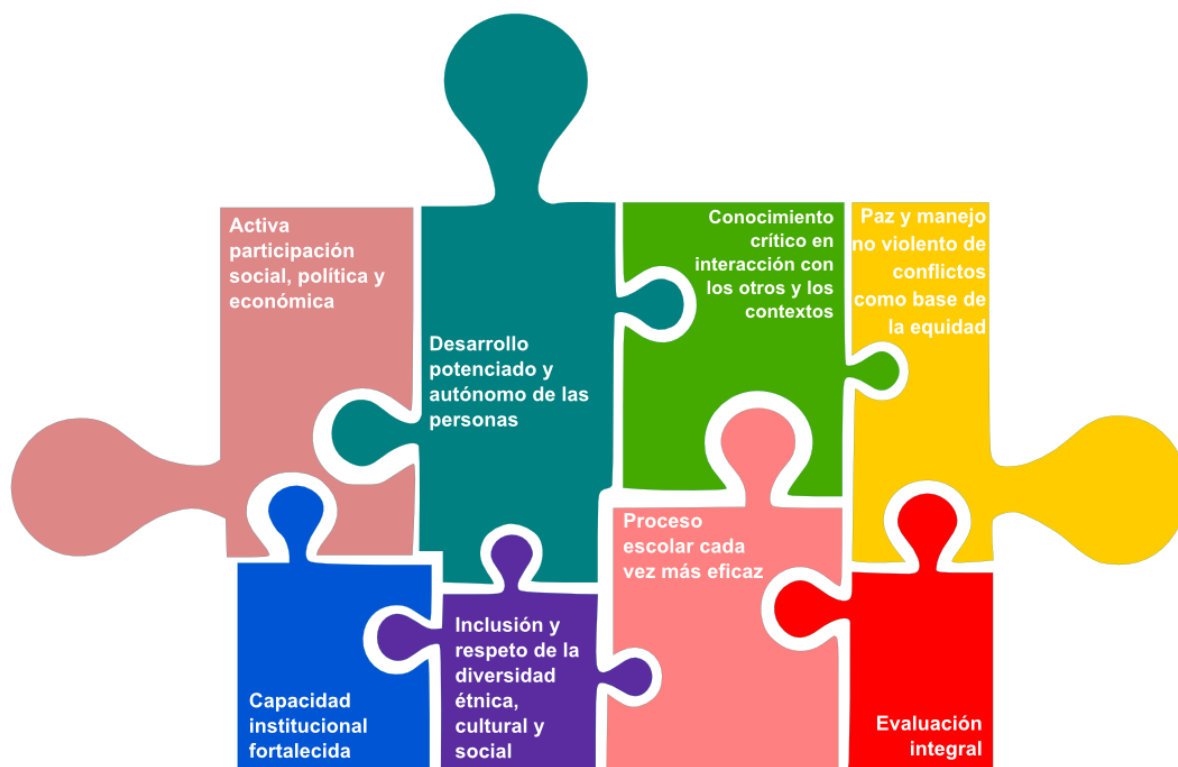 Activa
participación
social, política y
económica
Desarrollo
potenciado y
autónomo de las
personas
Conocimiento
crítico en
interacción con
los otros y los
contextos
Paz y manejo
no violento de
conflictos
como base de
la equidad
Capacidad
institucional
fortalecida
Inclusión y
respeto de la
diversidad
étnica,
cultural y
social
Proceso
escolar cada
vez más eficaz
Evaluación
integral